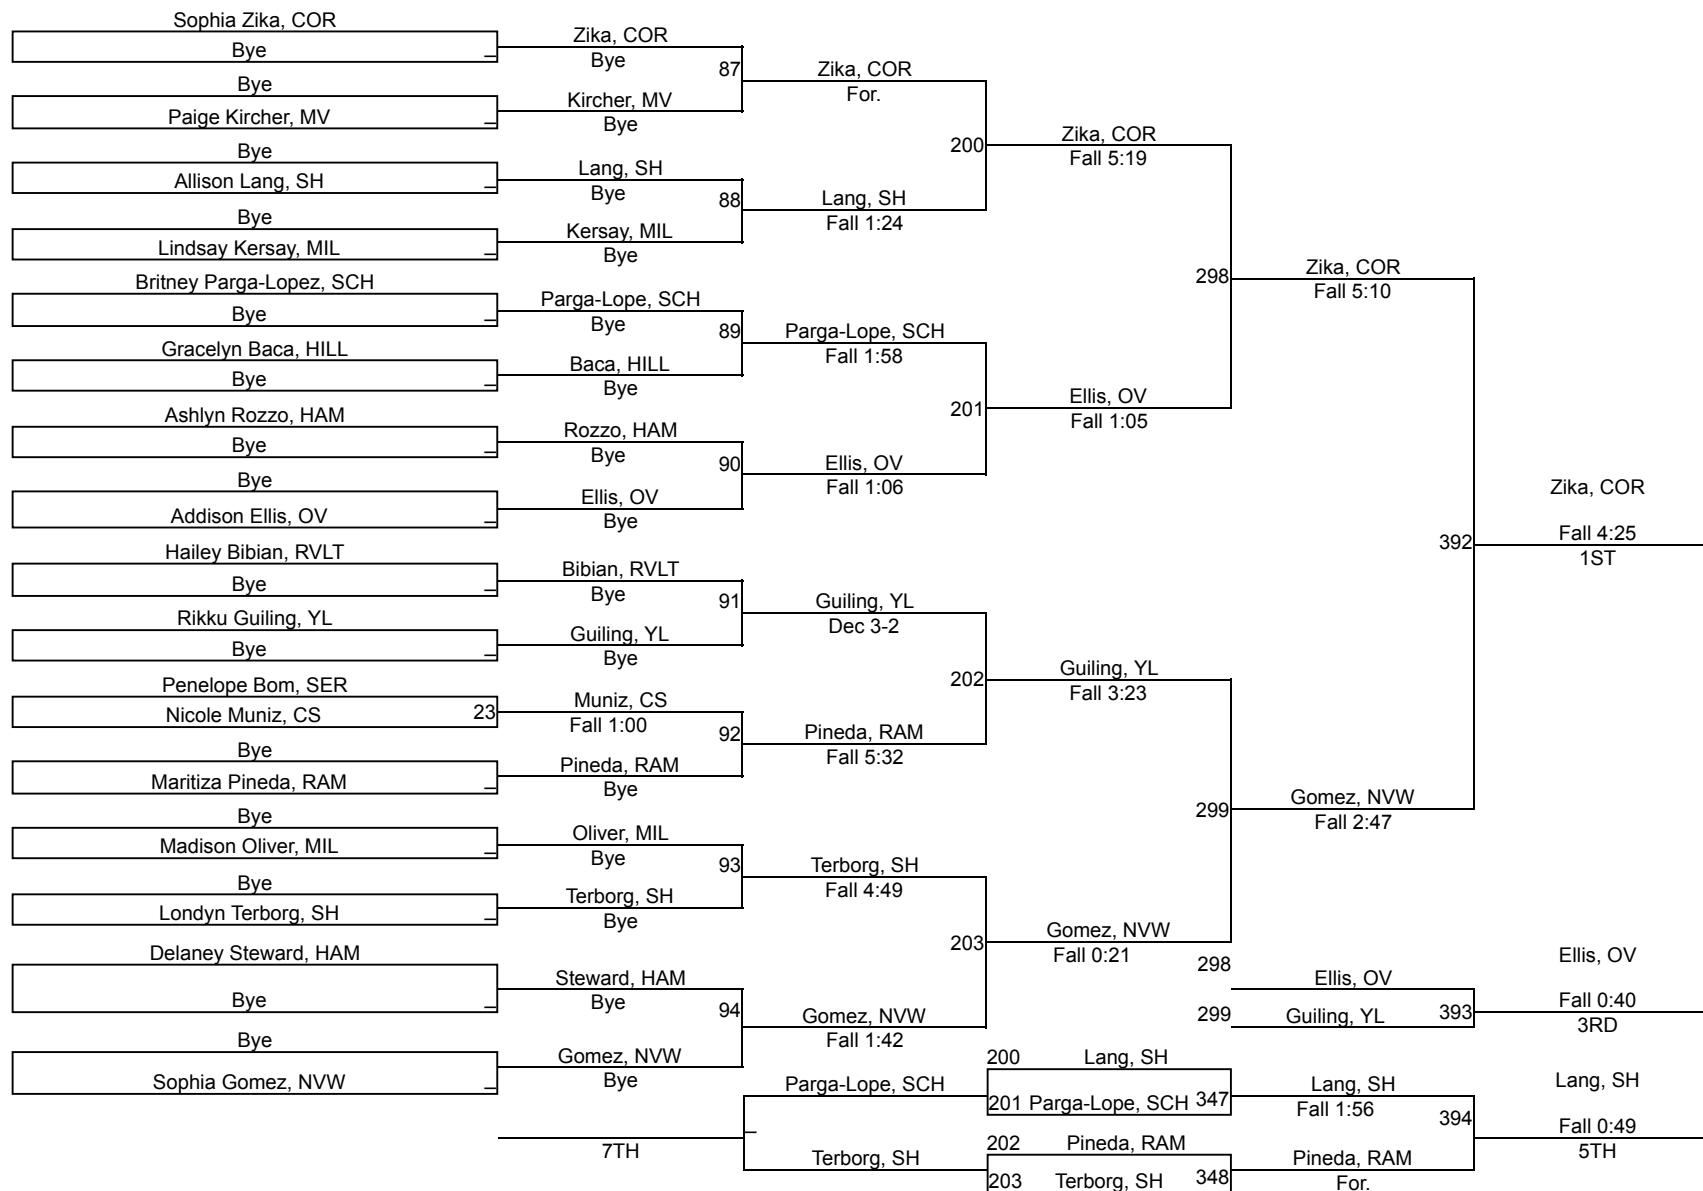 Sophia Zika, COR
Bye
Bye
Paige Kircher, MV
Bye
Allison Lang, SH
Bye
Lindsay Kersay, MIL
Britney Parga-Lopez, SCH
Bye
Gracelyn Baca, HILL
Bye
Ashlyn Rozzo, HAM
Bye
Bye
Addison Ellis, OV
Hailey Bibian, RVLT
Bye
Rikku Guiling, YL
Bye
Penelope Bom, SER
Nicole Muniz, CS
23
Bye
Maritiza Pineda, RAM
Bye
Madison Oliver, MIL
Bye
Londyn Terborg, SH
Delaney Steward, HAM
Bye
Bye
Sophia Gomez, NVW
Zika, COR
Bye
87
Kircher, MV
Bye
Lang, SH
Bye
88
Kersay, MIL
Bye
Parga-Lope, SCH
Bye
89
Baca, HILL
Bye
Rozzo, HAM
Bye
90
Ellis, OV
Bye
Bibian, RVLT
Bye
91
Guiling, YL
Bye
Muniz, CS
Fall 1:00
92
Pineda, RAM
Bye
Oliver, MIL
Bye
93
Terborg, SH
Bye
Steward, HAM
Bye
94
Gomez, NVW
Bye
7TH
Zika, COR
For.
200
Lang, SH
Fall 1:24
Parga-Lope, SCH
Fall 1:58
201
Ellis, OV
Fall 1:06
Guiling, YL
Dec 3-2
202
Pineda, RAM
Fall 5:32
Terborg, SH
Fall 4:49
203
Gomez, NVW
Fall 1:42
Parga-Lope, SCH
Terborg, SH
Zika, COR
Fall 5:19
298
Ellis, OV
Fall 1:05
Guiling, YL
Fall 3:23
299
Gomez, NVW
Fall 0:21
200 Lang, SH
201 Parga-Lope, SCH 347
202 Pineda, RAM
203 Terborg, SH 348
Zika, COR
Fall 5:10
392
Gomez, NVW
Fall 2:47
298
Ellis, OV
299
Guiling, YL
393
Lang, SH
Fall 1:56
394
Pineda, RAM
For.
Zika, COR
Fall 4:25
1ST
Ellis, OV
Fall 0:40
3RD
Lang, SH
Fall 0:49
5TH